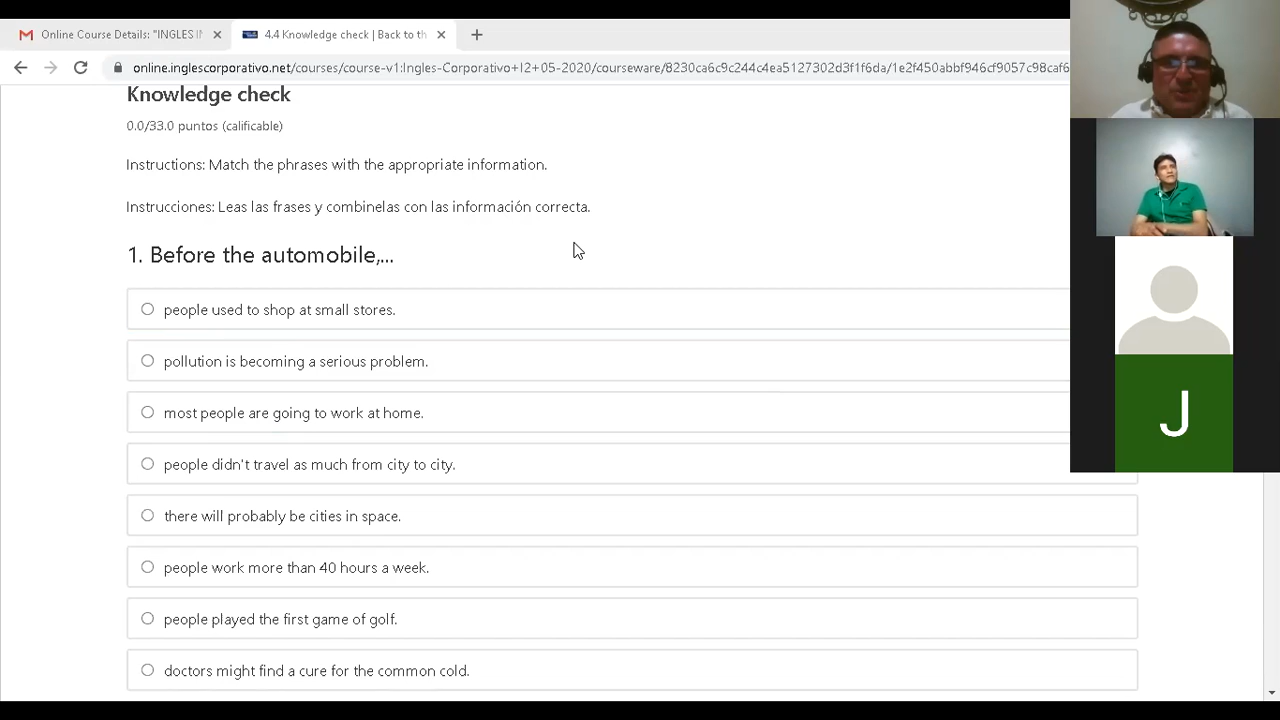 Online Course Details: "INGLES IN
4.4 Knowledge check | Back to th
online.inglescorporativo.net/courses/course-v1:Ingles-Corporativo+I2+05-2020/courseware/8230ca6c9c244c4ea5127302d3f1f6da/1e2f450abbf946cf9057c98caf6
Knowledge check
0.0/33.0 puntos (calificable)
Instructions: Match the phrases with the appropriate information.
Instrucciones: Leas las frases y combinelas con las información correcta.
1. Before the automobile,...
people used to shop at small stores.
pollution is becoming a serious problem.
most people are going to work at home.
people didn't travel as much from city to city.
there will probably be cities in space.
people work more than 40 hours a week.
people played the first game of golf.
doctors might find a cure for the common cold.
J